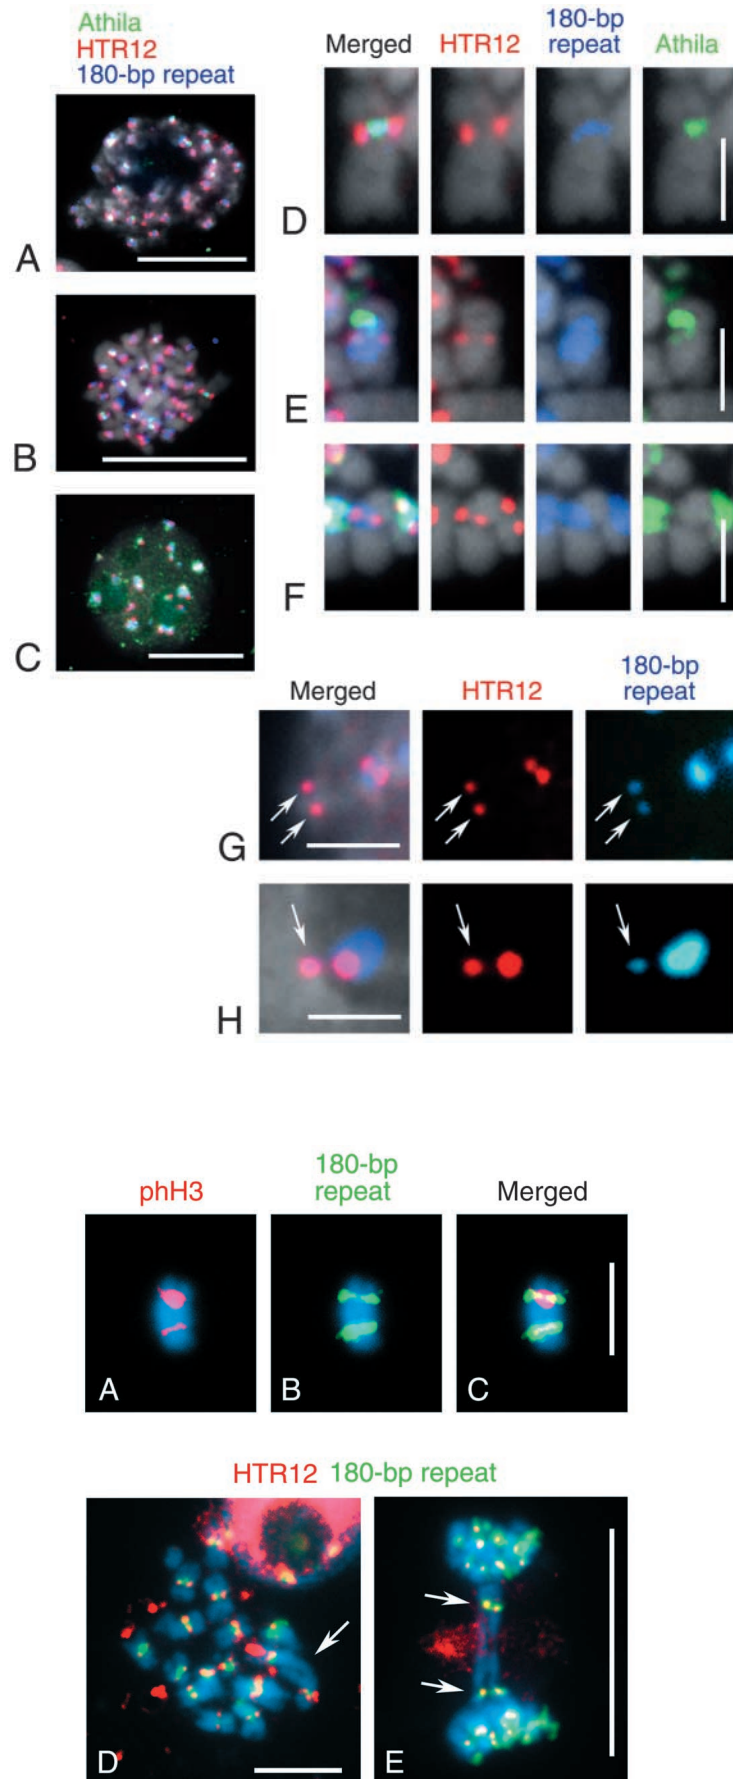 Athila
HTR12
180-bp repeat
A
B
C
Merged HTR12 180-bp repeat Athila
D
E
F
Merged HTR12 180-bp repeat
G
H
phH3 180-bp repeat Merged
A B C
HTR12 180-bp repeat
D E